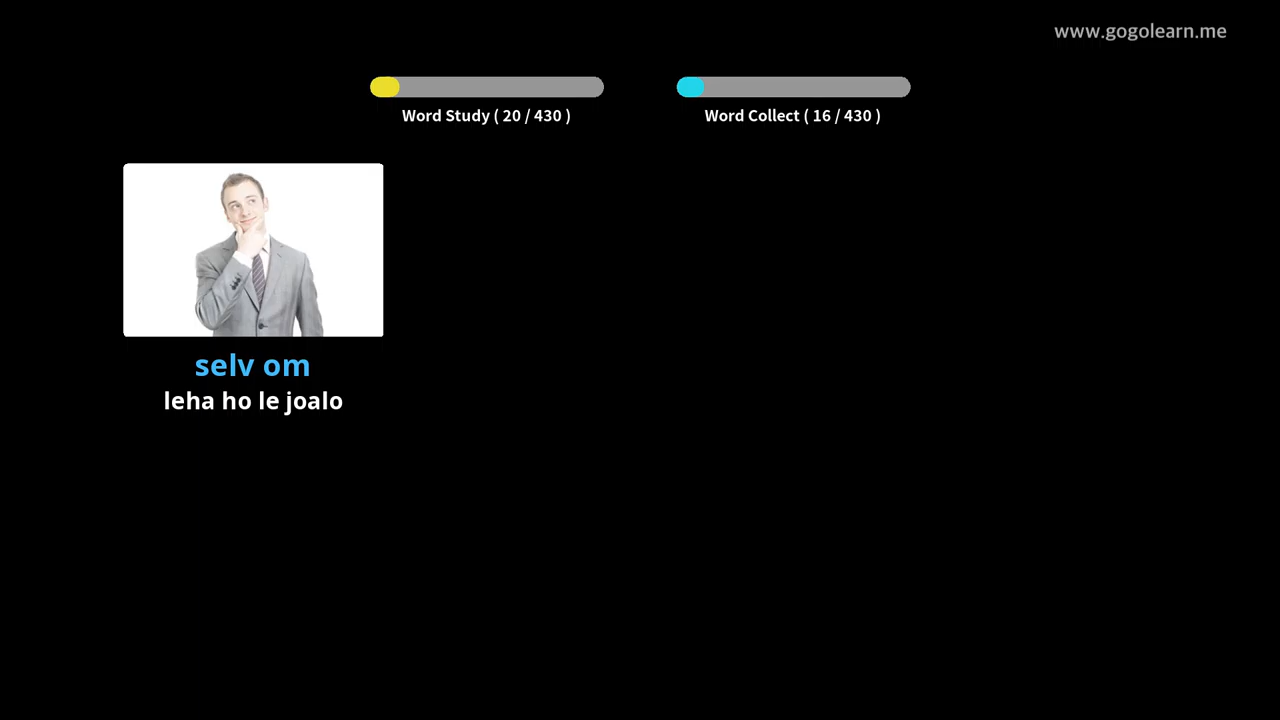 www.gogolearn.me
Word Study ( 20 / 430 )
Word Collect ( 16 / 430 )
selv om
leha ho le joalo